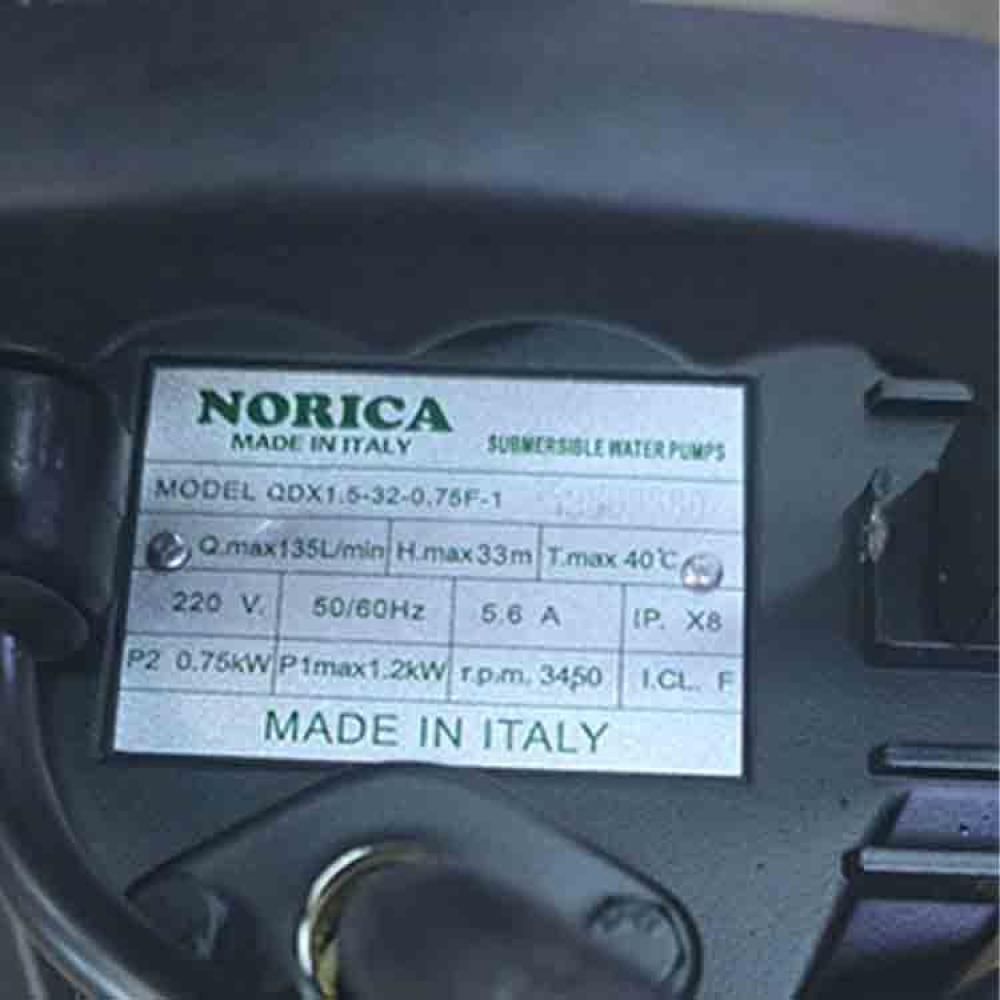 NORICA
MADE IN ITALY
SUBMERSIBLE WATER PUMPS
MODEL QDX1.5-32-0.75F-1
Q.max135L/min H.max33m T.max 40℃
220 V. 50/60Hz 5.6 A IP. X8
P2 0.75kW P1max1.2kW r.p.m. 3450 I.CL. F
MADE IN ITALY